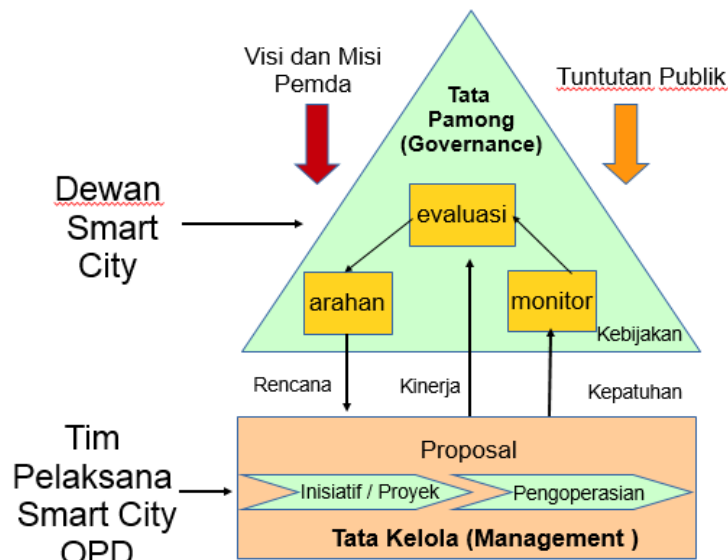 Visi dan Misi
Pemda
Tuntutan Publik
Tata
Pamong
(Governance)
Dewan
Smart
City
evaluasi
arahan
monitor
Kebijakan
Rencana
Kinerja
Kepatuhan
Tim
Pelaksana
Smart City
OPD
Proposal
Inisiatif / Proyek
Pengoperasian
Tata Kelola (Management )